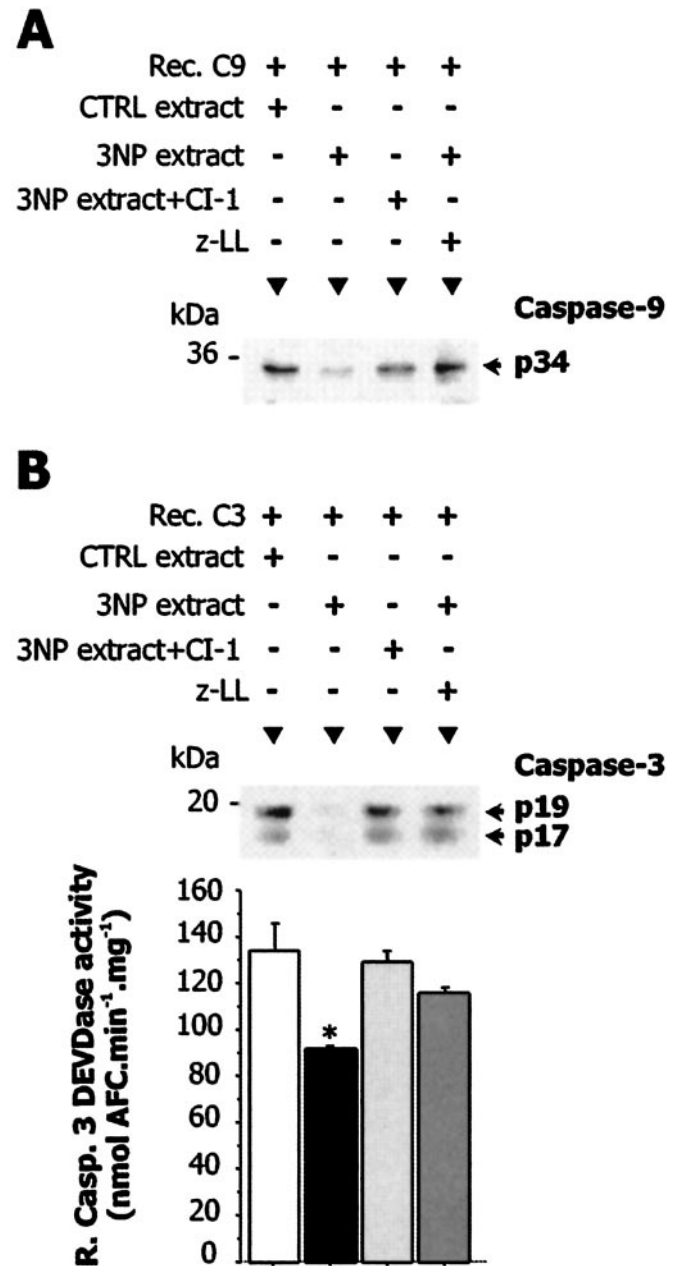 A
Rec. C9 + + + +
CTRL extract + - - -
3NP extract - + - +
3NP extract+CI-1 - - + -
z-LL - - - +
kDa
Caspase-9
36 -
p34
B
Rec. C3 + + + +
CTRL extract + - - -
3NP extract - + - +
3NP extract+CI-1 - - + -
z-LL - - - +
kDa
Caspase-3
20 -
p19
p17
R. Casp. 3 DEVDase activity
(nmol AFC.min⁻¹.mg⁻¹)
160
140
120
100
80
60
40
20
0
*